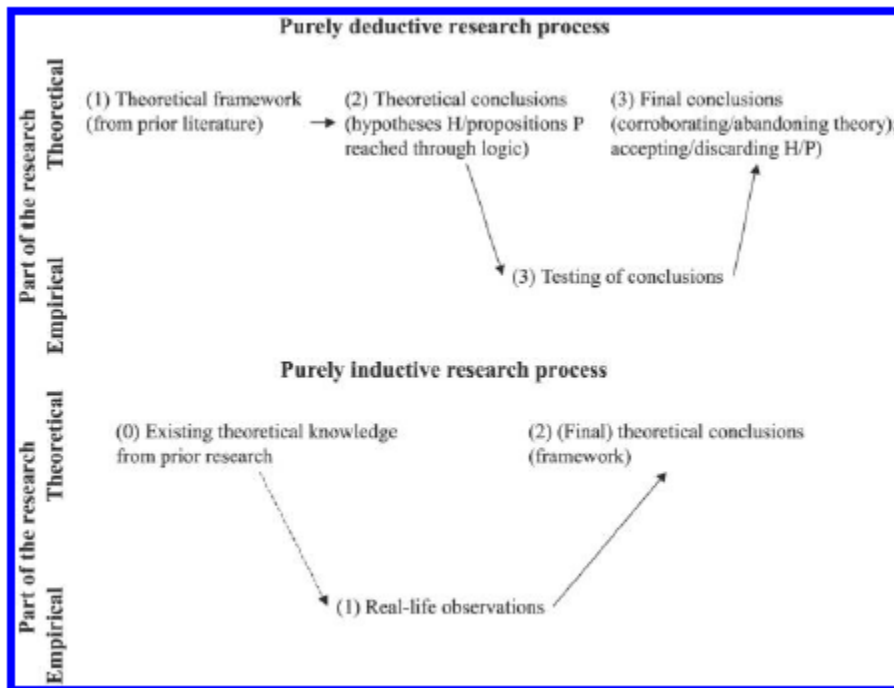 Purely deductive research process
Part of the research
Theoretical
Empirical
(1) Theoretical framework
(from prior literature)
(2) Theoretical conclusions
(hypotheses H/propositions P
reached through logic)
(3) Final conclusions
(corroborating/abandoning theory);
accepting/discarding H/P)
(3) Testing of conclusions
Purely inductive research process
Part of the research
Theoretical
Empirical
(0) Existing theoretical knowledge
from prior research
(2) (Final) theoretical conclusions
(framework)
(1) Real-life observations